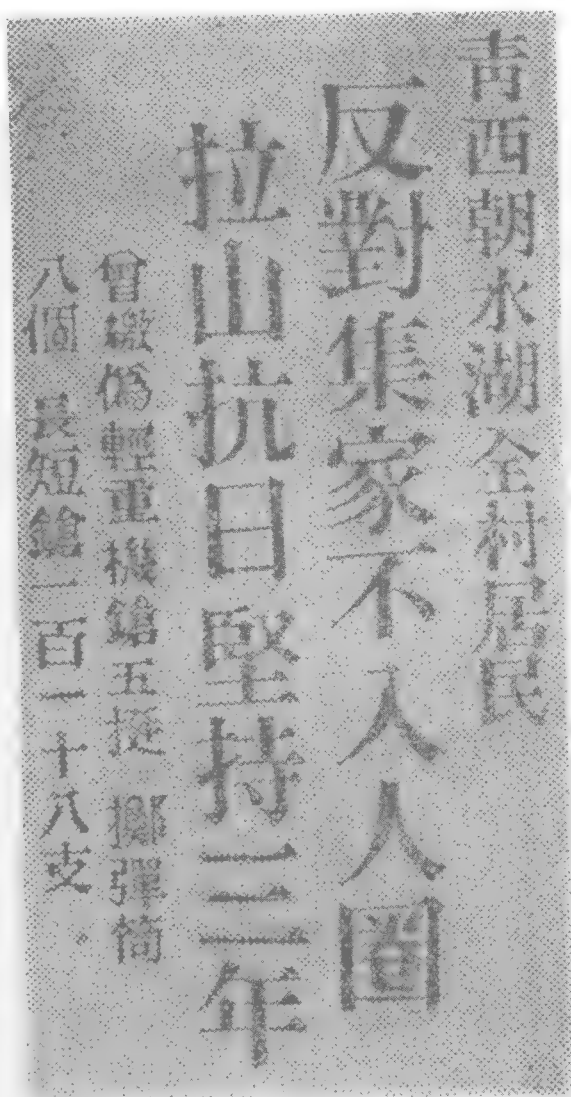 青西朝水湖全村居民
反對集家不入人圈
拉山抗日堅持三年
曾繳偽輕重機鎗五挺 擲彈筒
八個 長短鎗一百一十八支.